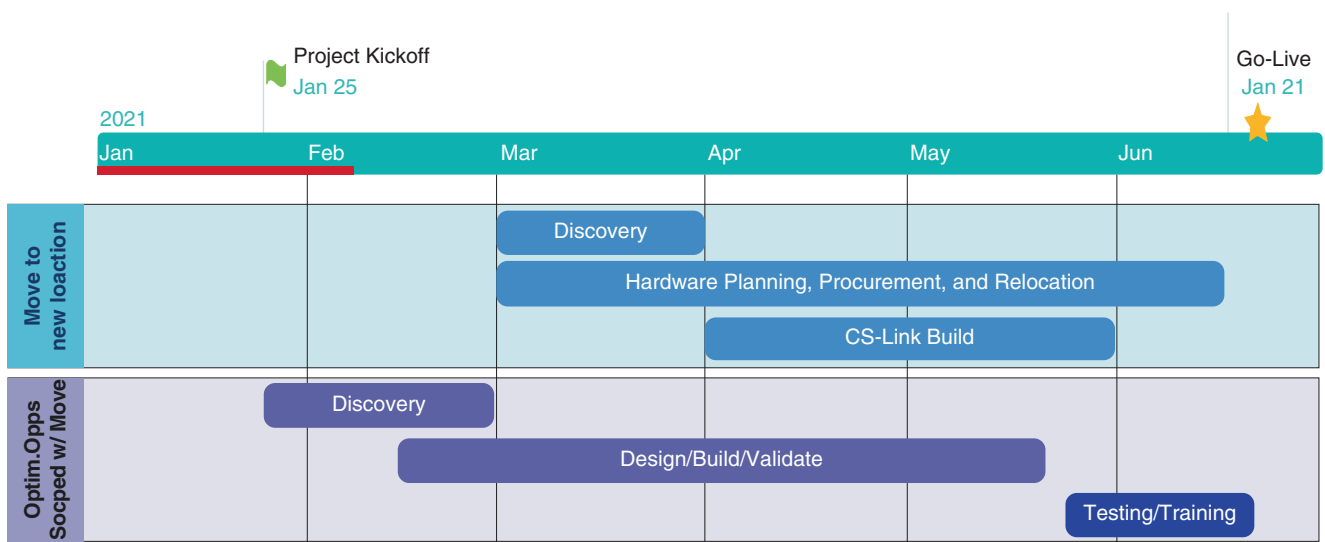 Project Kickoff
Jan 25
Go-Live
Jan 21
2021
Jan
Feb
Mar
Apr
May
Jun
Move to
new loaction
Discovery
Hardware Planning, Procurement, and Relocation
CS-Link Build
Optim.Opps
Socped w/ Move
Discovery
Design/Build/Validate
Testing/Training